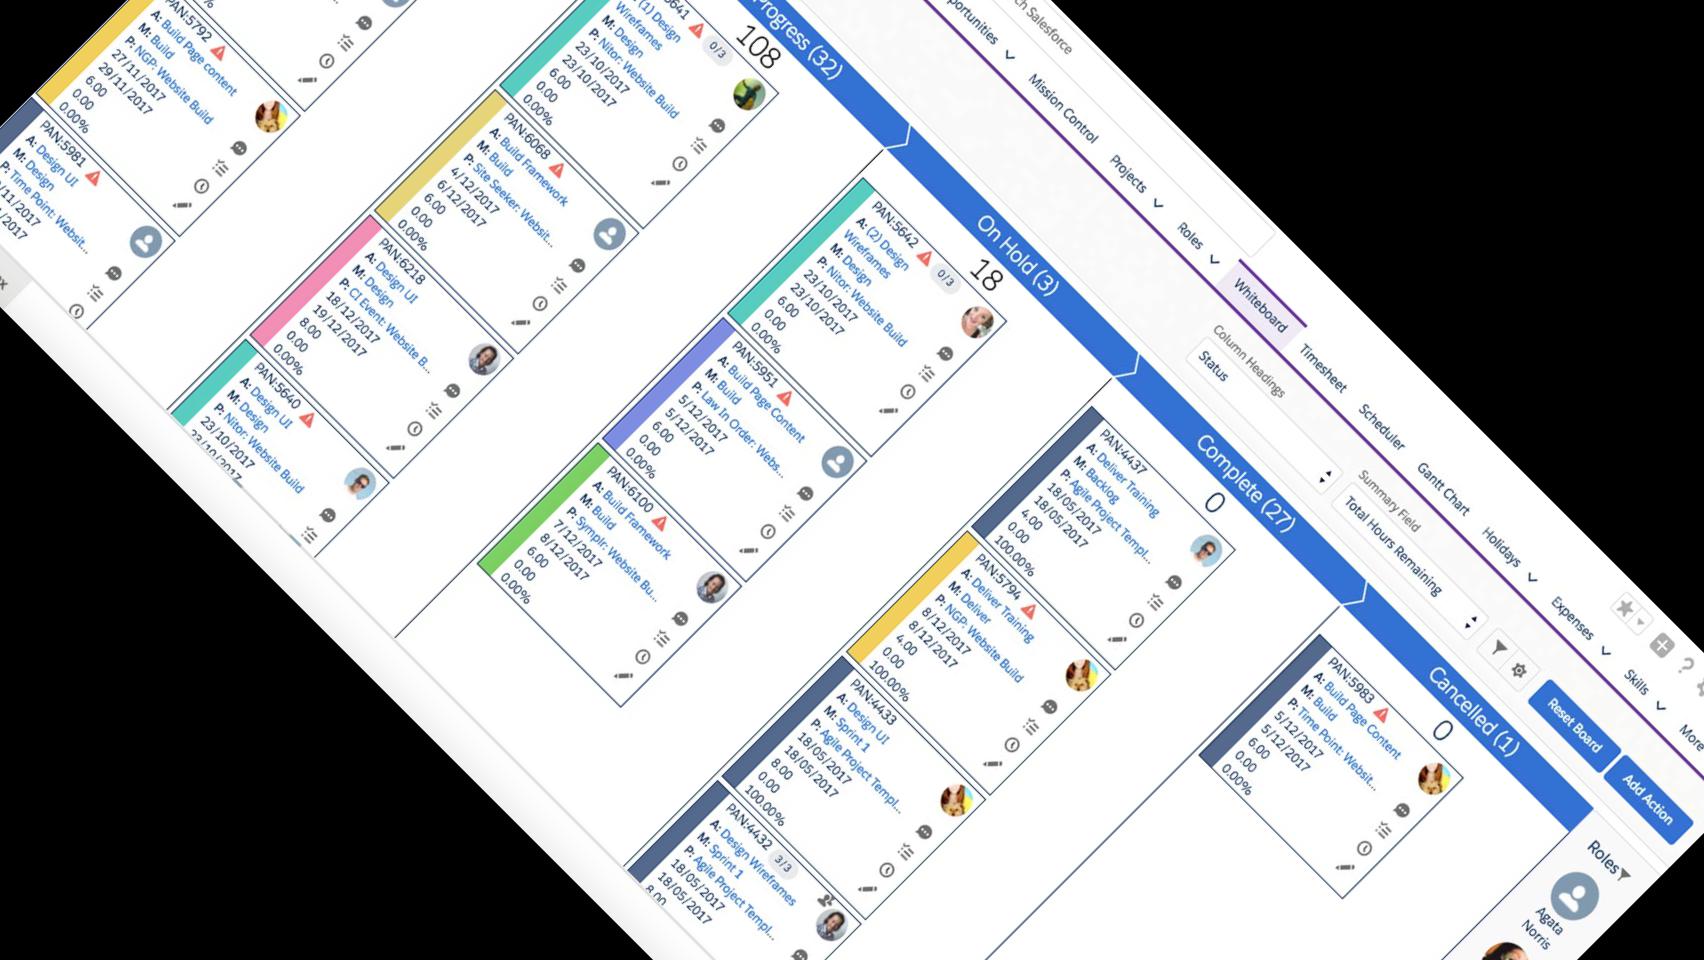 ch Salesforce
portunities
Mission Control
Projects
Roles
Whiteboard
Timesheet
Scheduler
Gantt Chart
Holidays
Expenses
Skills
More
Column Headings
Status
Summary Field
Total Hours Remaining
Reset Board
Add Action
Progress (32)
On Hold (3)
Complete (27)
Cancelled (1)
Roles
Agata
Norris
PAN:5792
A: Build Page content
M: Build
P: NGP: Website Build
27/11/2017
29/11/2017
6.00
0.00
0.00%
PAN:5981
A: Design UI
M: Design
P: Time Point: Websit...
/11/2017
/2017
108
5641
(1) Design
Wireframes
0/3
M: Design
P: Nitor: Website Build
23/10/2017
23/10/2017
6.00
0.00
0.00%
PAN:6068
A: Build Framework
M: Build
P: Site Seeker: Websit...
4/12/2017
6/12/2017
6.00
0.00
0.00%
PAN:6218
A: Design UI
M: Design
P: CI Event: Website B...
18/12/2017
19/12/2017
8.00
0.00
0.00%
PAN:5640
A: Design UI
M: Design
P: Nitor: Website Build
23/10/2017
23/10/2017
18
PAN:5642
A: (2) Design
Wireframes
0/3
M: Design
P: Nitor: Website Build
23/10/2017
23/10/2017
6.00
0.00
0.00%
PAN:5951
A: Build Page Content
M: Build
P: Law In Order: Webs...
5/12/2017
5/12/2017
6.00
0.00
0.00%
PAN:6100
A: Build Framework
M: Build
P: Symplr: Website Bu...
7/12/2017
8/12/2017
6.00
0.00
0.00%
0
PAN:4437
A: Deliver Training
M: Backlog
P: Agile Project Templ...
18/05/2017
18/05/2017
4.00
0.00
100.00%
PAN:5794
A: Deliver Training
M: Deliver
P: NGP: Website Build
8/12/2017
8/12/2017
4.00
0.00
100.00%
PAN:4433
A: Design UI
M: Sprint 1
P: Agile Project Templ...
18/05/2017
18/05/2017
8.00
0.00
100.00%
PAN:4432
3/3
A: Design Wireframes
M: Sprint 1
P: Agile Project Templ...
18/05/2017
18/05/2017
8.00
0
PAN:5983
A: Build Page Content
M: Build
P: Time Point: Websit...
5/12/2017
5/12/2017
6.00
0.00
0.00%